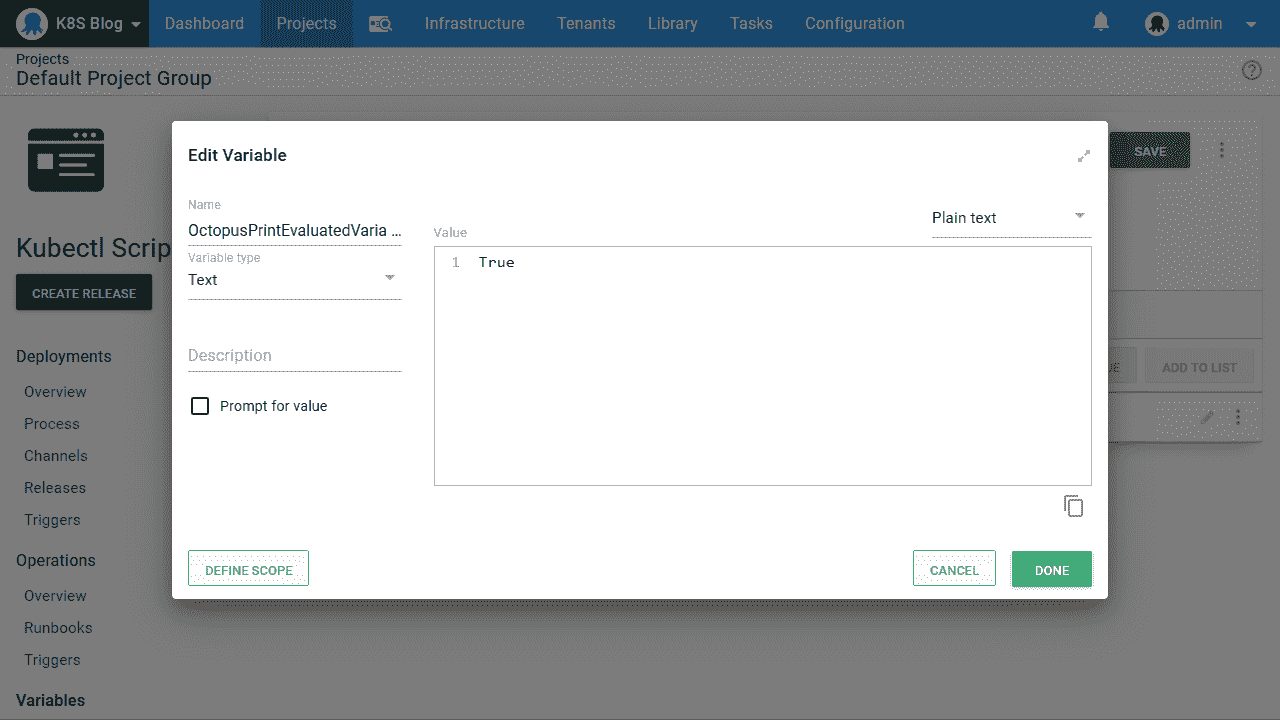 K8S Blog
Dashboard
Projects
Infrastructure
Tenants
Library
Tasks
Configuration
admin
Projects
Default Project Group
Edit Variable
SAVE
Name
OctopusPrintEvaluatedVaria ...
Plain text
Value
Kubectl Scrip
Variable type
1 True
Text
CREATE RELEASE
Description
Deployments
ADD TO LIST
Overview
Prompt for value
Process
Channels
Releases
Triggers
Operations
DEFINE SCOPE
CANCEL
DONE
Overview
Runbooks
Triggers
Variables